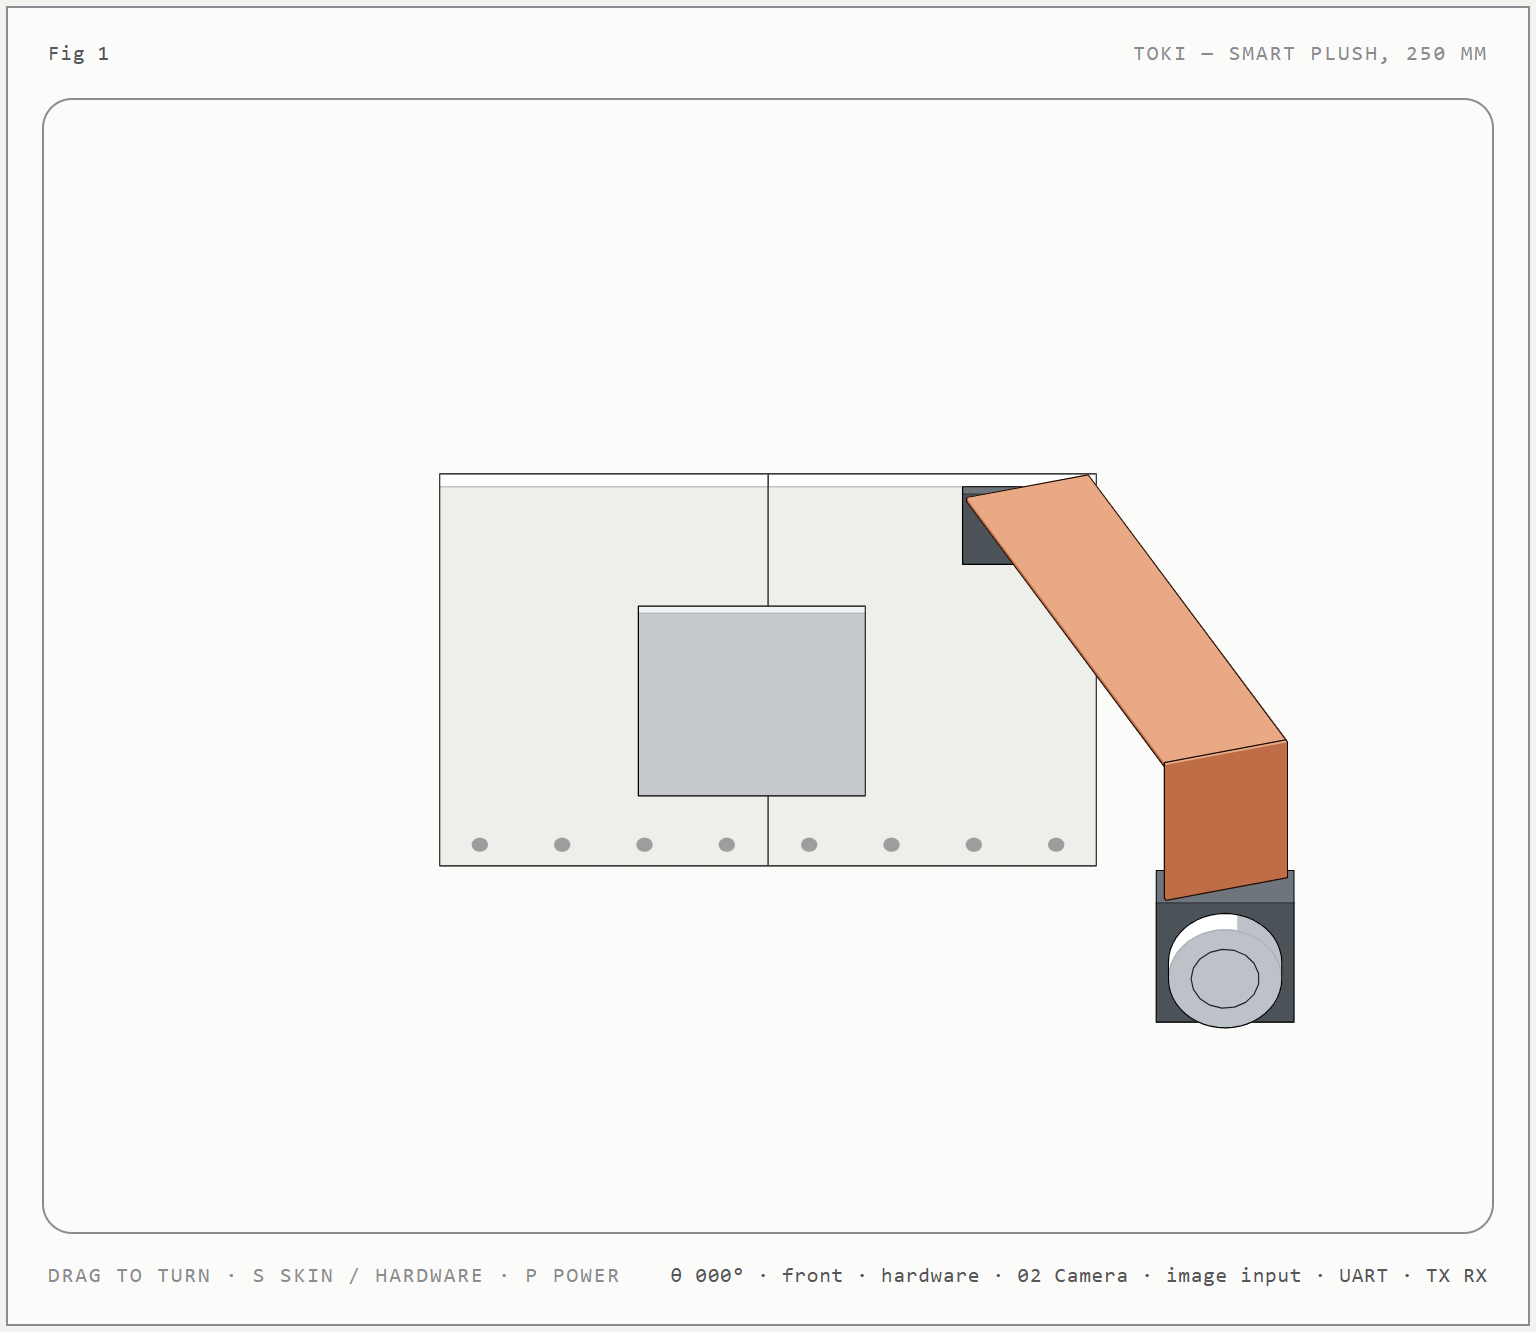 Fig 1
TOKI — SMART PLUSH, 250 MM
DRAG TO TURN · S SKIN / HARDWARE · P POWER
θ 000° · front · hardware · 02 Camera · image input · UART · TX RX